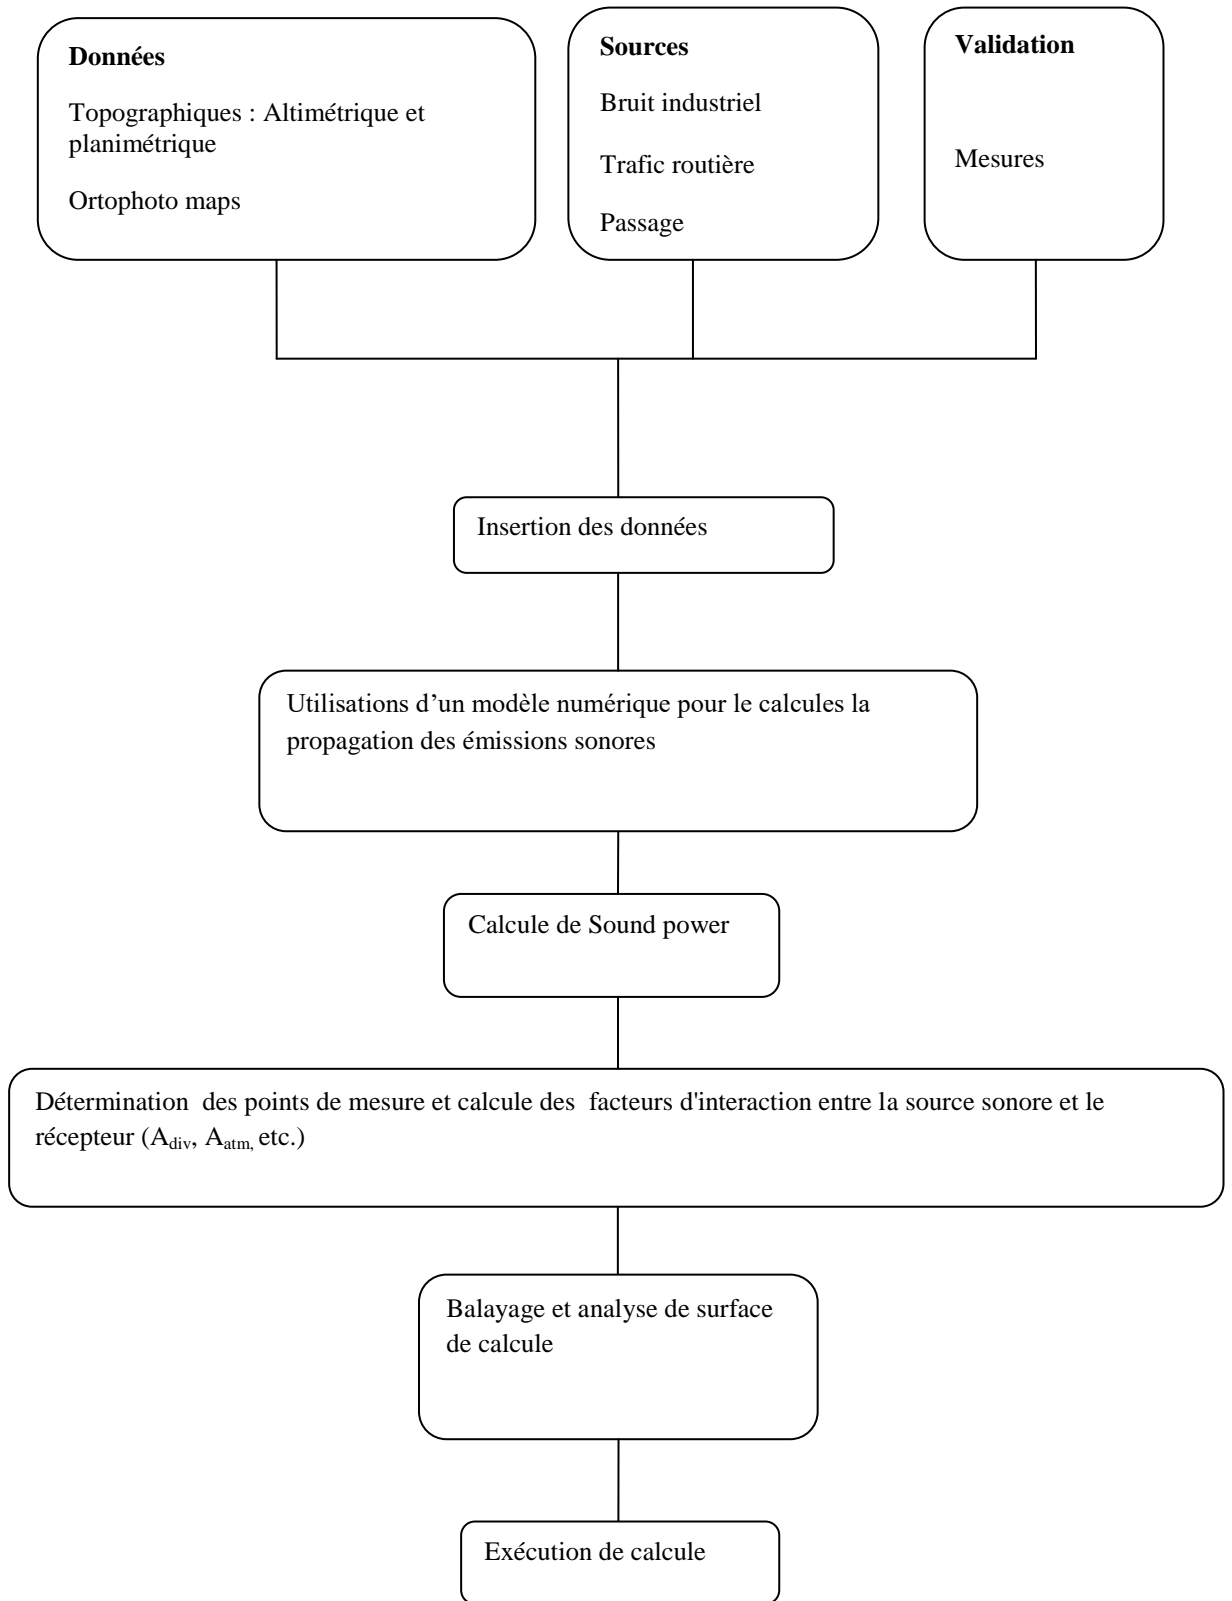 Données
Topographiques : Altimétrique et
planimétrique
Ortophoto maps
Sources
Bruit industriel
Trafic routière
Passage
Validation
Mesures
Insertion des données
Utilisations d’un modèle numérique pour le calcules la
propagation des émissions sonores
Calcule de Sound power
Détermination  des points de mesure et calcule des  facteurs d'interaction entre la source sonore et le
récepteur (Adiv, Aatm, etc.)
Balayage et analyse de surface
de calcule
Exécution de calcule